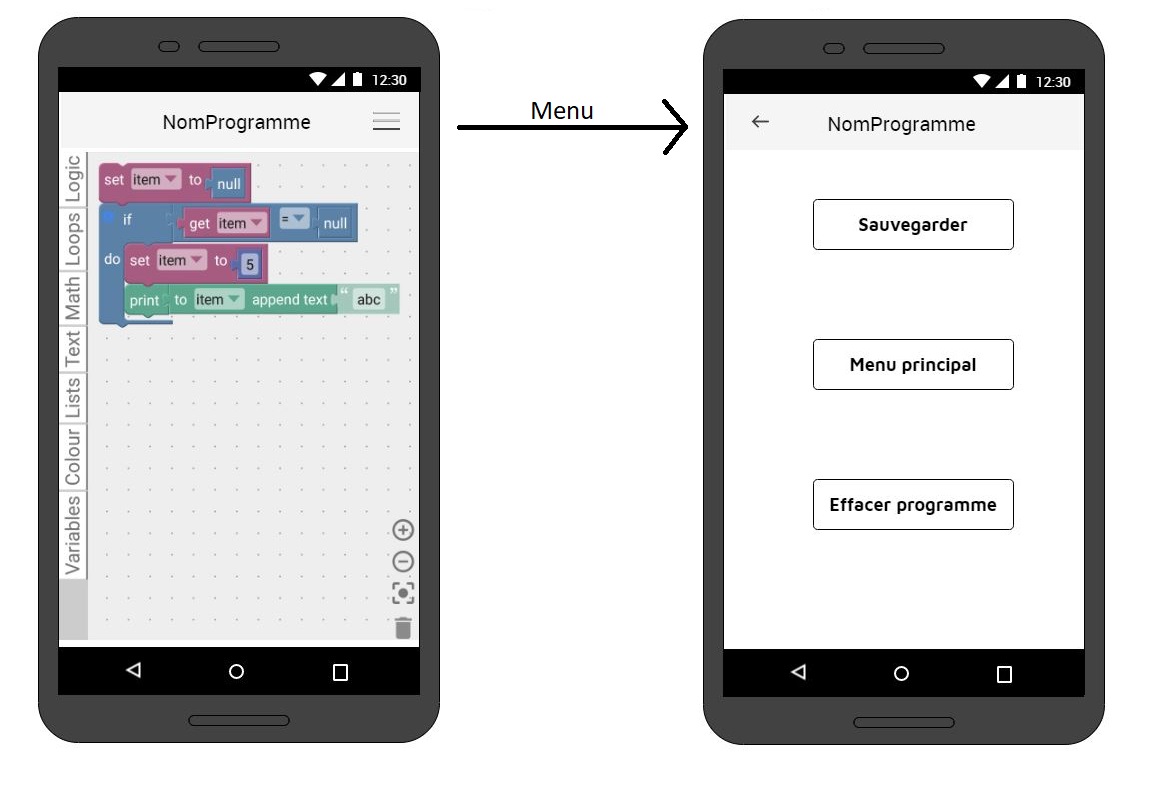 12:30
NomProgramme
Logic
Loops
Math
Text
Lists
Colour
Variables
set item to null
if get item = null
do set item to 5
print to item append text “ abc ”
Menu
12:30
NomProgramme
Sauvegarder
Menu principal
Effacer programme